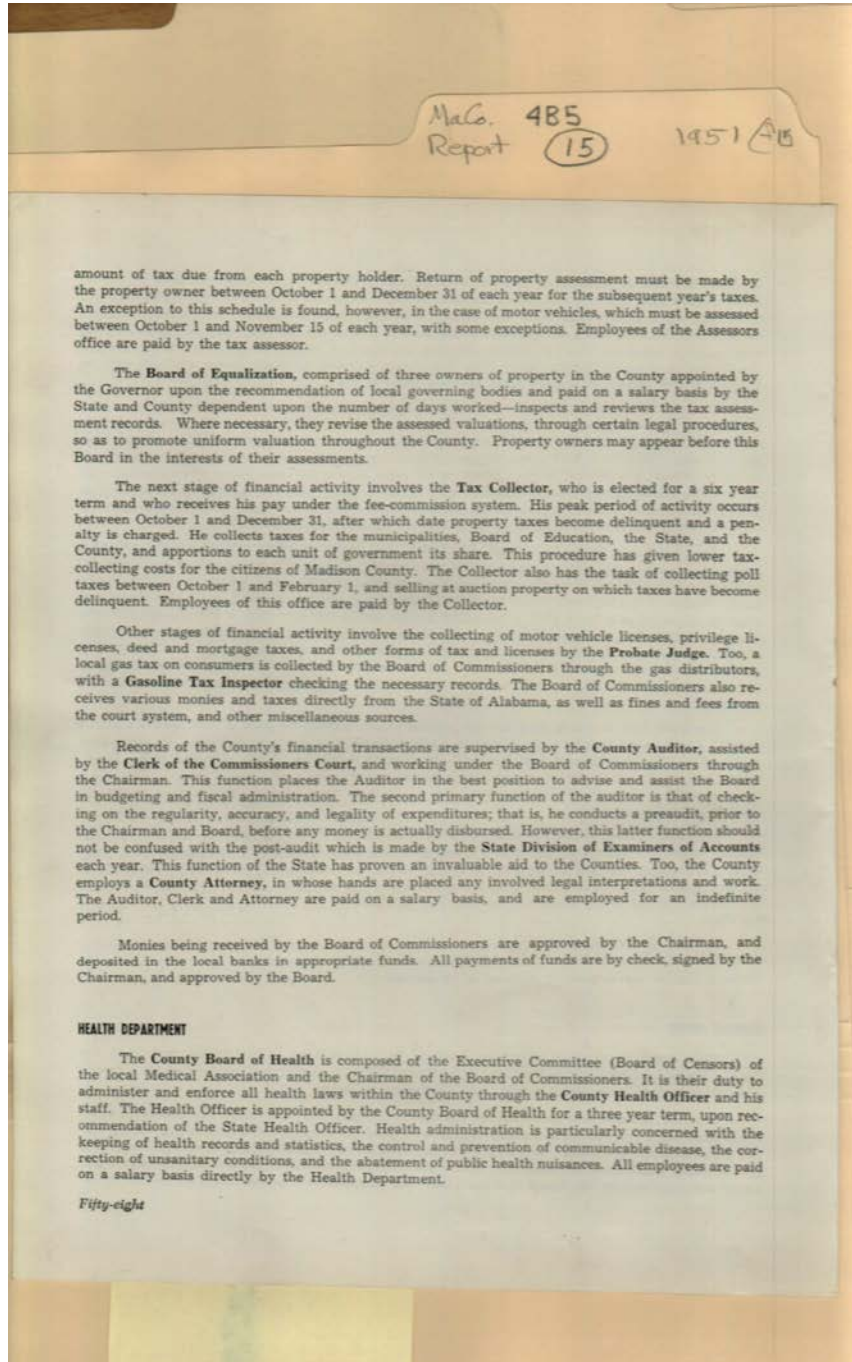 MaCo. 485
Report (15)
1951
amount of tax due from each property holder. Return of property assessment must be made by
the property owner between October 1 and December 31 of each year for the subsequent year's taxes.
An exception to this schedule is found, however, in the case of motor vehicles, which must be assessed
between October 1 and November 15 of each year, with some exceptions. Employees of the Assessors
office are paid by the tax assessor.
The Board of Equalization, comprised of three owners of property in the County appointed by
the Governor upon the recommendation of local governing bodies and paid on a salary basis by the
State and County dependent upon the number of days worked—inspects and reviews the tax assess-
ment records. Where necessary, they revise the assessed valuations, through certain legal procedures,
so as to promote uniform valuation throughout the County. Property owners may appear before this
Board in the interests of their assessments.
The next stage of financial activity involves the Tax Collector, who is elected for a six year
term and who receives his pay under the fee-commission system. His peak period of activity occurs
between October 1 and December 31, after which date property taxes become delinquent and a pen-
alty is charged. He collects taxes for the municipalities, Board of Education, the State, and the
County, and apportions to each unit of government its share. This procedure has given lower tax-
collecting costs for the citizens of Madison County. The Collector also has the task of collecting poll
taxes between October 1 and February 1, and selling at auction property on which taxes have become
delinquent. Employees of this office are paid by the Collector.
Other stages of financial activity involve the collecting of motor vehicle licenses, privilege li-
censes, deed and mortgage taxes, and other forms of tax and licenses by the Probate Judge. Too, a
local gas tax on consumers is collected by the Board of Commissioners through the gas distributors,
with a Gasoline Tax Inspector checking the necessary records. The Board of Commissioners also re-
ceives various monies and taxes directly from the State of Alabama, as well as fines and fees from
the court system, and other miscellaneous sources.
Records of the County's financial transactions are supervised by the County Auditor, assisted
by the Clerk of the Commissioners Court, and working under the Board of Commissioners through
the Chairman. This function places the Auditor in the best position to advise and assist the Board
in budgeting and fiscal administration. The second primary function of the auditor is that of check-
ing on the regularity, accuracy, and legality of expenditures; that is, he conducts a preaudit, prior to
the Chairman and Board, before any money is actually disbursed. However, this latter function should
not be confused with the post-audit which is made by the State Division of Examiners of Accounts
each year. This function of the State has proven an invaluable aid to the Counties. Too, the County
employs a County Attorney, in whose hands are placed any involved legal interpretations and work.
The Auditor, Clerk and Attorney are paid on a salary basis, and are employed for an indefinite
period.
Monies being received by the Board of Commissioners are approved by the Chairman, and
deposited in the local banks in appropriate funds. All payments of funds are by check, signed by the
Chairman, and approved by the Board.
HEALTH DEPARTMENT
The County Board of Health is composed of the Executive Committee (Board of Censors) of
the local Medical Association and the Chairman of the Board of Commissioners. It is their duty to
administer and enforce all health laws within the County through the County Health Officer and his
staff. The Health Officer is appointed by the County Board of Health for a three year term, upon rec-
ommendation of the State Health Officer. Health administration is particularly concerned with the
keeping of health records and statistics, the control and prevention of communicable disease, the cor-
rection of unsanitary conditions, and the abatement of public health nuisances. All employees are paid
on a salary basis directly by the Health Department.
Fifty-eight